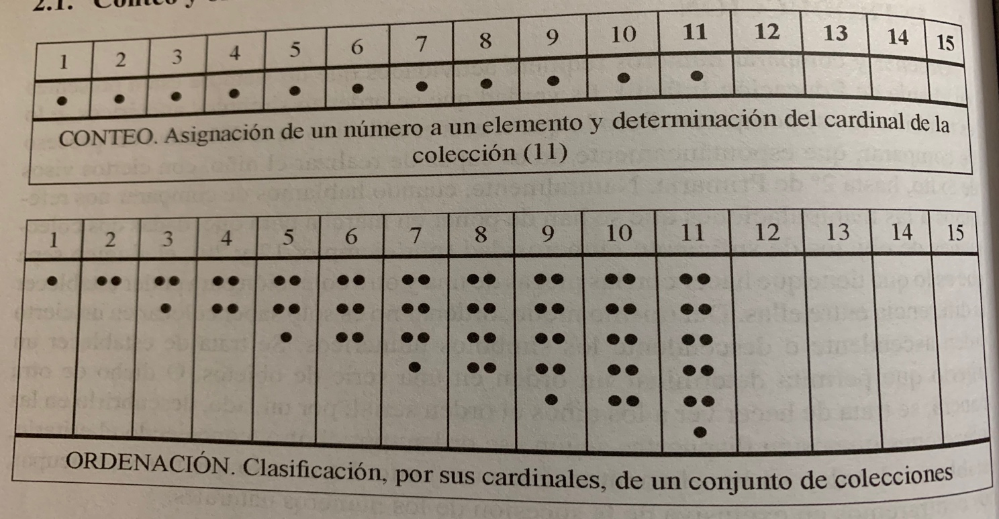 2.1.
1 2 3 4 5 6 7 8 9 10 11 12 13 14 15
CONTEO. Asignación de un número a un elemento y determinación del cardinal de la
colección (11)
1 2 3 4 5 6 7 8 9 10 11 12 13 14 15
ORDENACIÓN. Clasificación, por sus cardinales, de un conjunto de colecciones